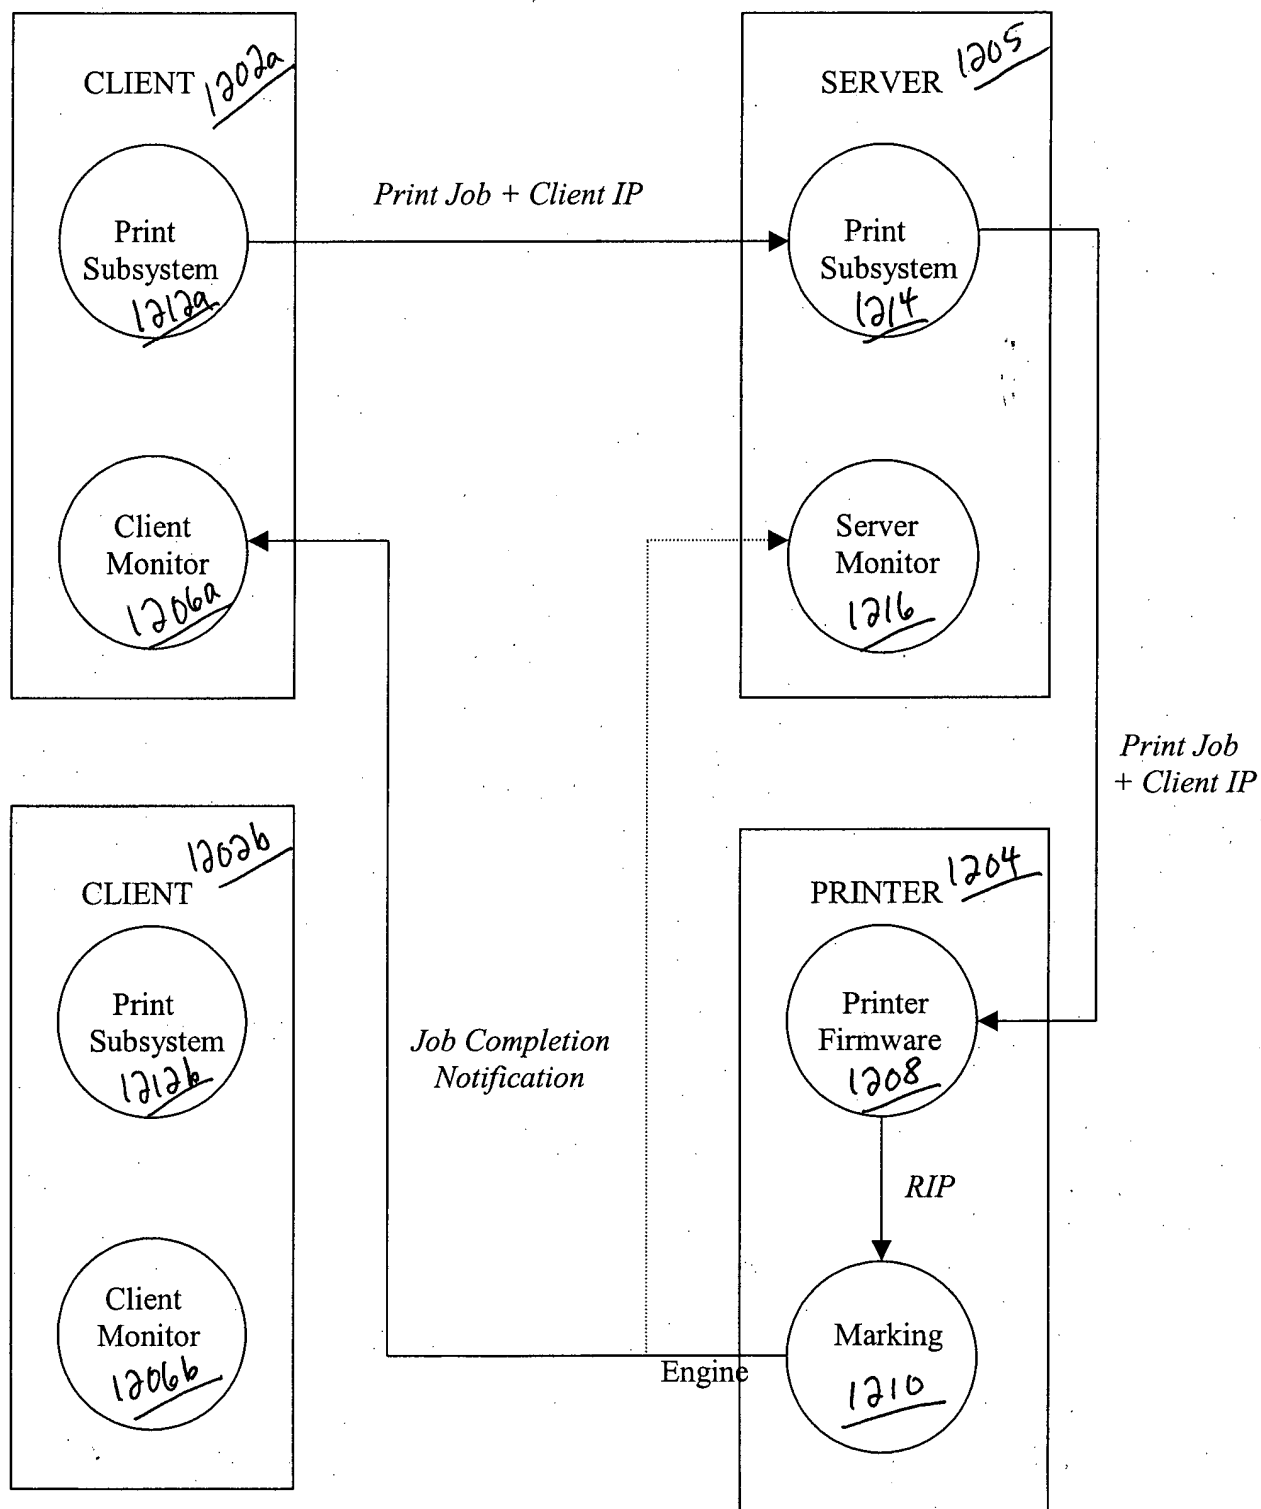 CLIENT 1202a
Print
Subsystem
1212a
Client
Monitor
1206a
Print Job + Client IP
SERVER 1205
Print
Subsystem
1214
Server
Monitor
1216
Print Job
+ Client IP
1202b
CLIENT
Print
Subsystem
1212b
Client
Monitor
1206b
Job Completion
Notification
PRINTER 1204
Printer
Firmware
1208
RIP
Marking
Engine
1210